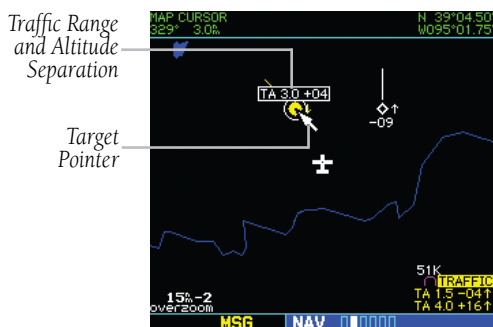 Traffic Range
and Altitude
Separation
Target
Pointer
MAP CURSOR
329° 3.0nm
N 39°04.50'
W095°01.75'
TA 3.0 +04
-09
51K
TRAFFIC
TA 1.5 -04↑
TA 4.0 +16↑
15nm-2
overzoom
MSG
NAV